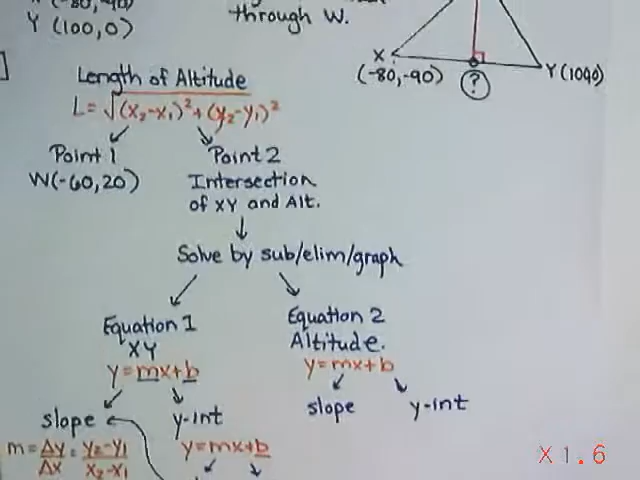 Y (100,0)
through W.
X
(-80,-90)
?
Y(100,0)
Length of Altitude
L=√(x₂-x₁)²+(y₂-y₁)²
Point 1
W(-60,20)
Point 2
Intersection
of XY and Alt.
Solve by sub/elim/graph
Equation 1
XY
y=mx+b
Equation 2
Altitude.
y=mx+b
slope
y-int
slope
y-int
m=Δy/Δx=y₂-y₁/x₂-x₁
y=mx+b
X1.6